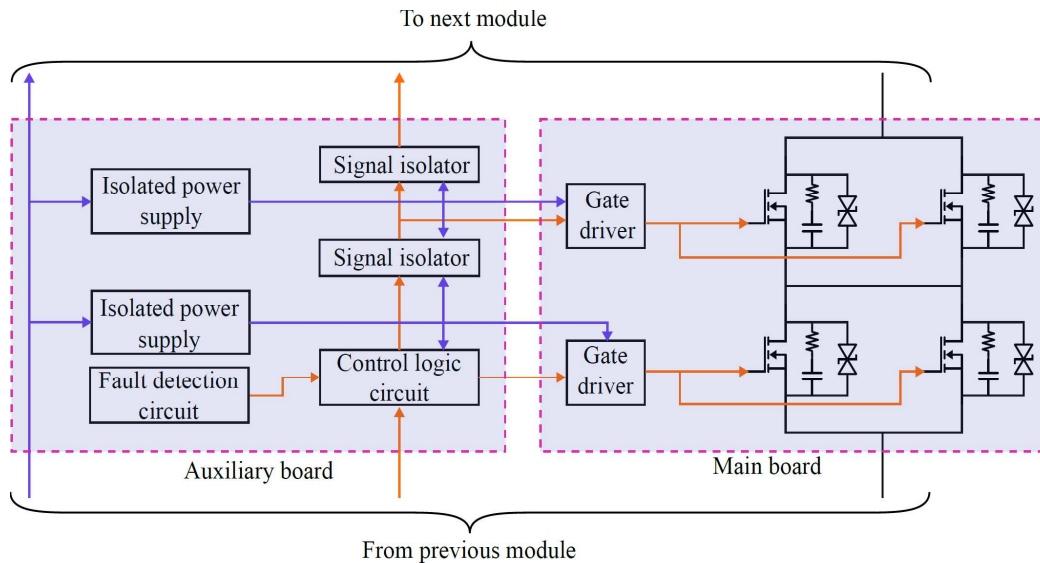 To next module
Signal isolator
Isolated power
supply
Gate
driver
Signal isolator
Isolated power
supply
Fault detection
circuit
Control logic
circuit
Gate
driver
Auxiliary board
Main board
From previous module